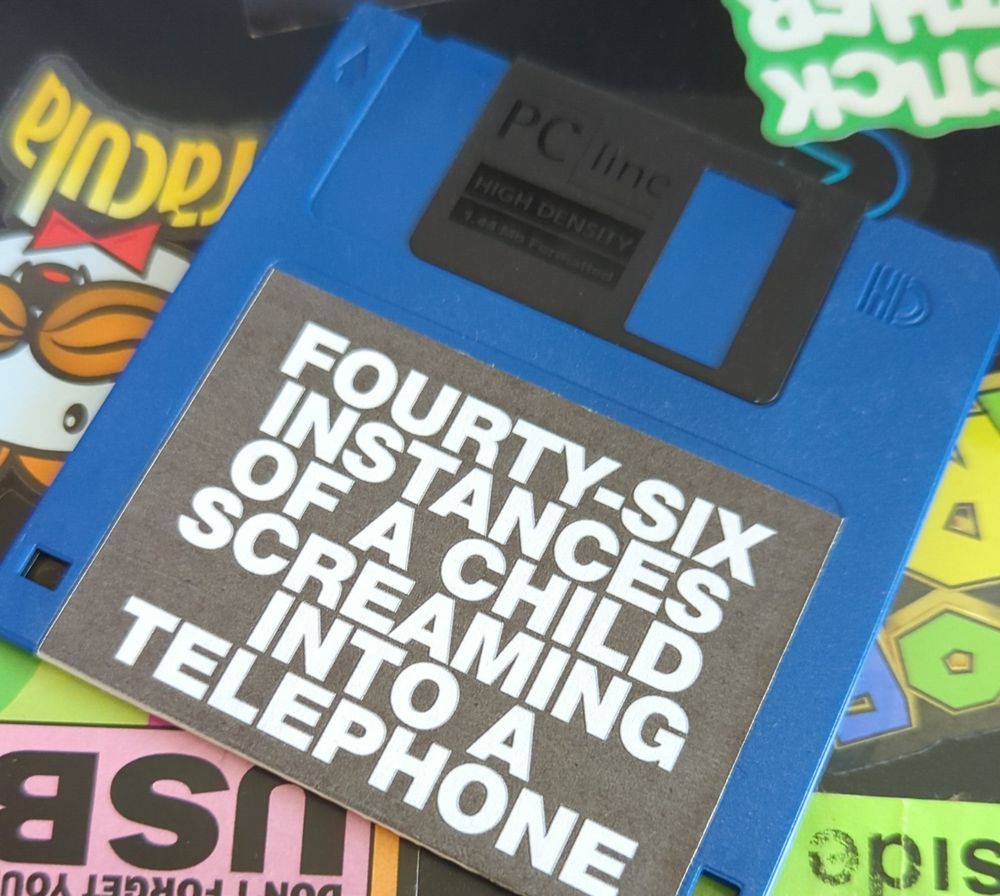 PC line
HIGH DENSITY
1.44 Mb Formatted
HD
FOURTY-SIX
INSTANCES
OF A CHILD
SCREAMING
INTO A
TELEPHONE
STICK
USB
DON'T FORGET YOU